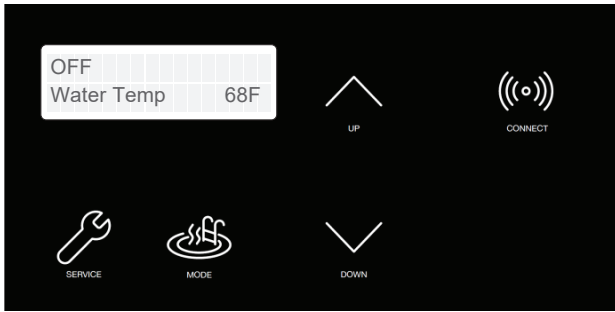 OFF
Water Temp 68F
UP
CONNECT
SERVICE
MODE
DOWN